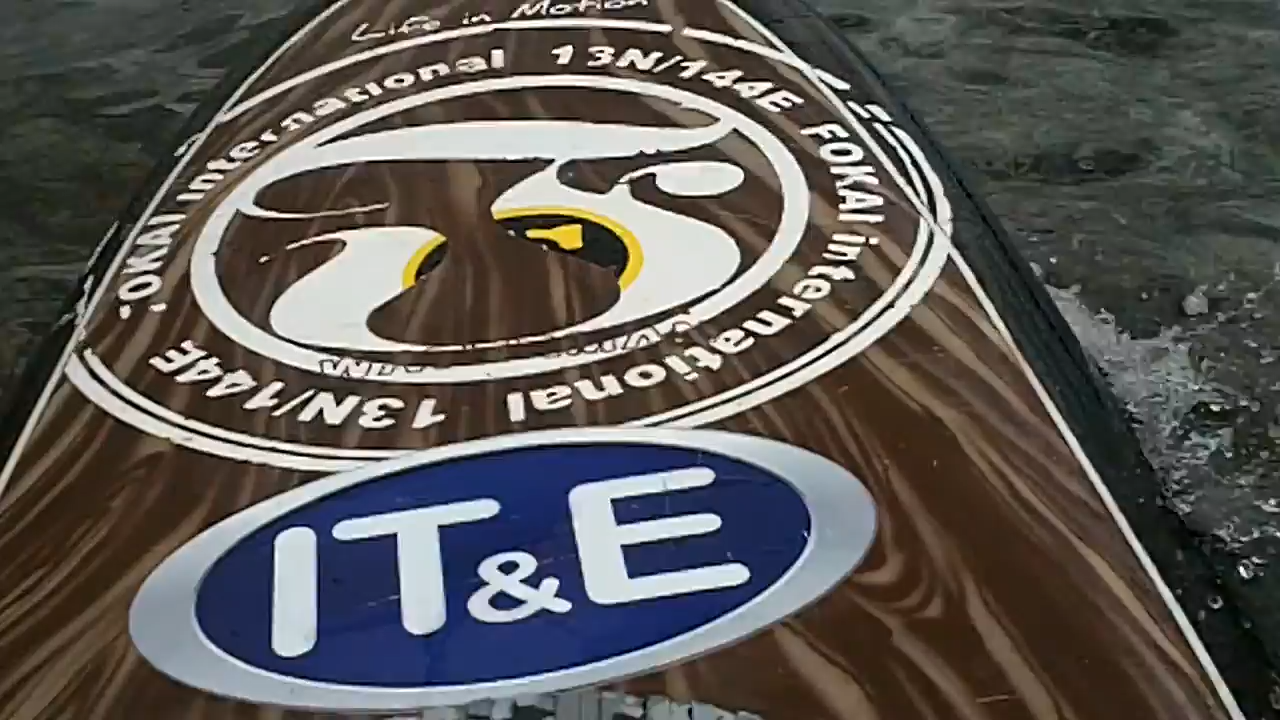 Life in Motion
FOKAI International 13N/144E FOKAI International 13N/144E
IT&E